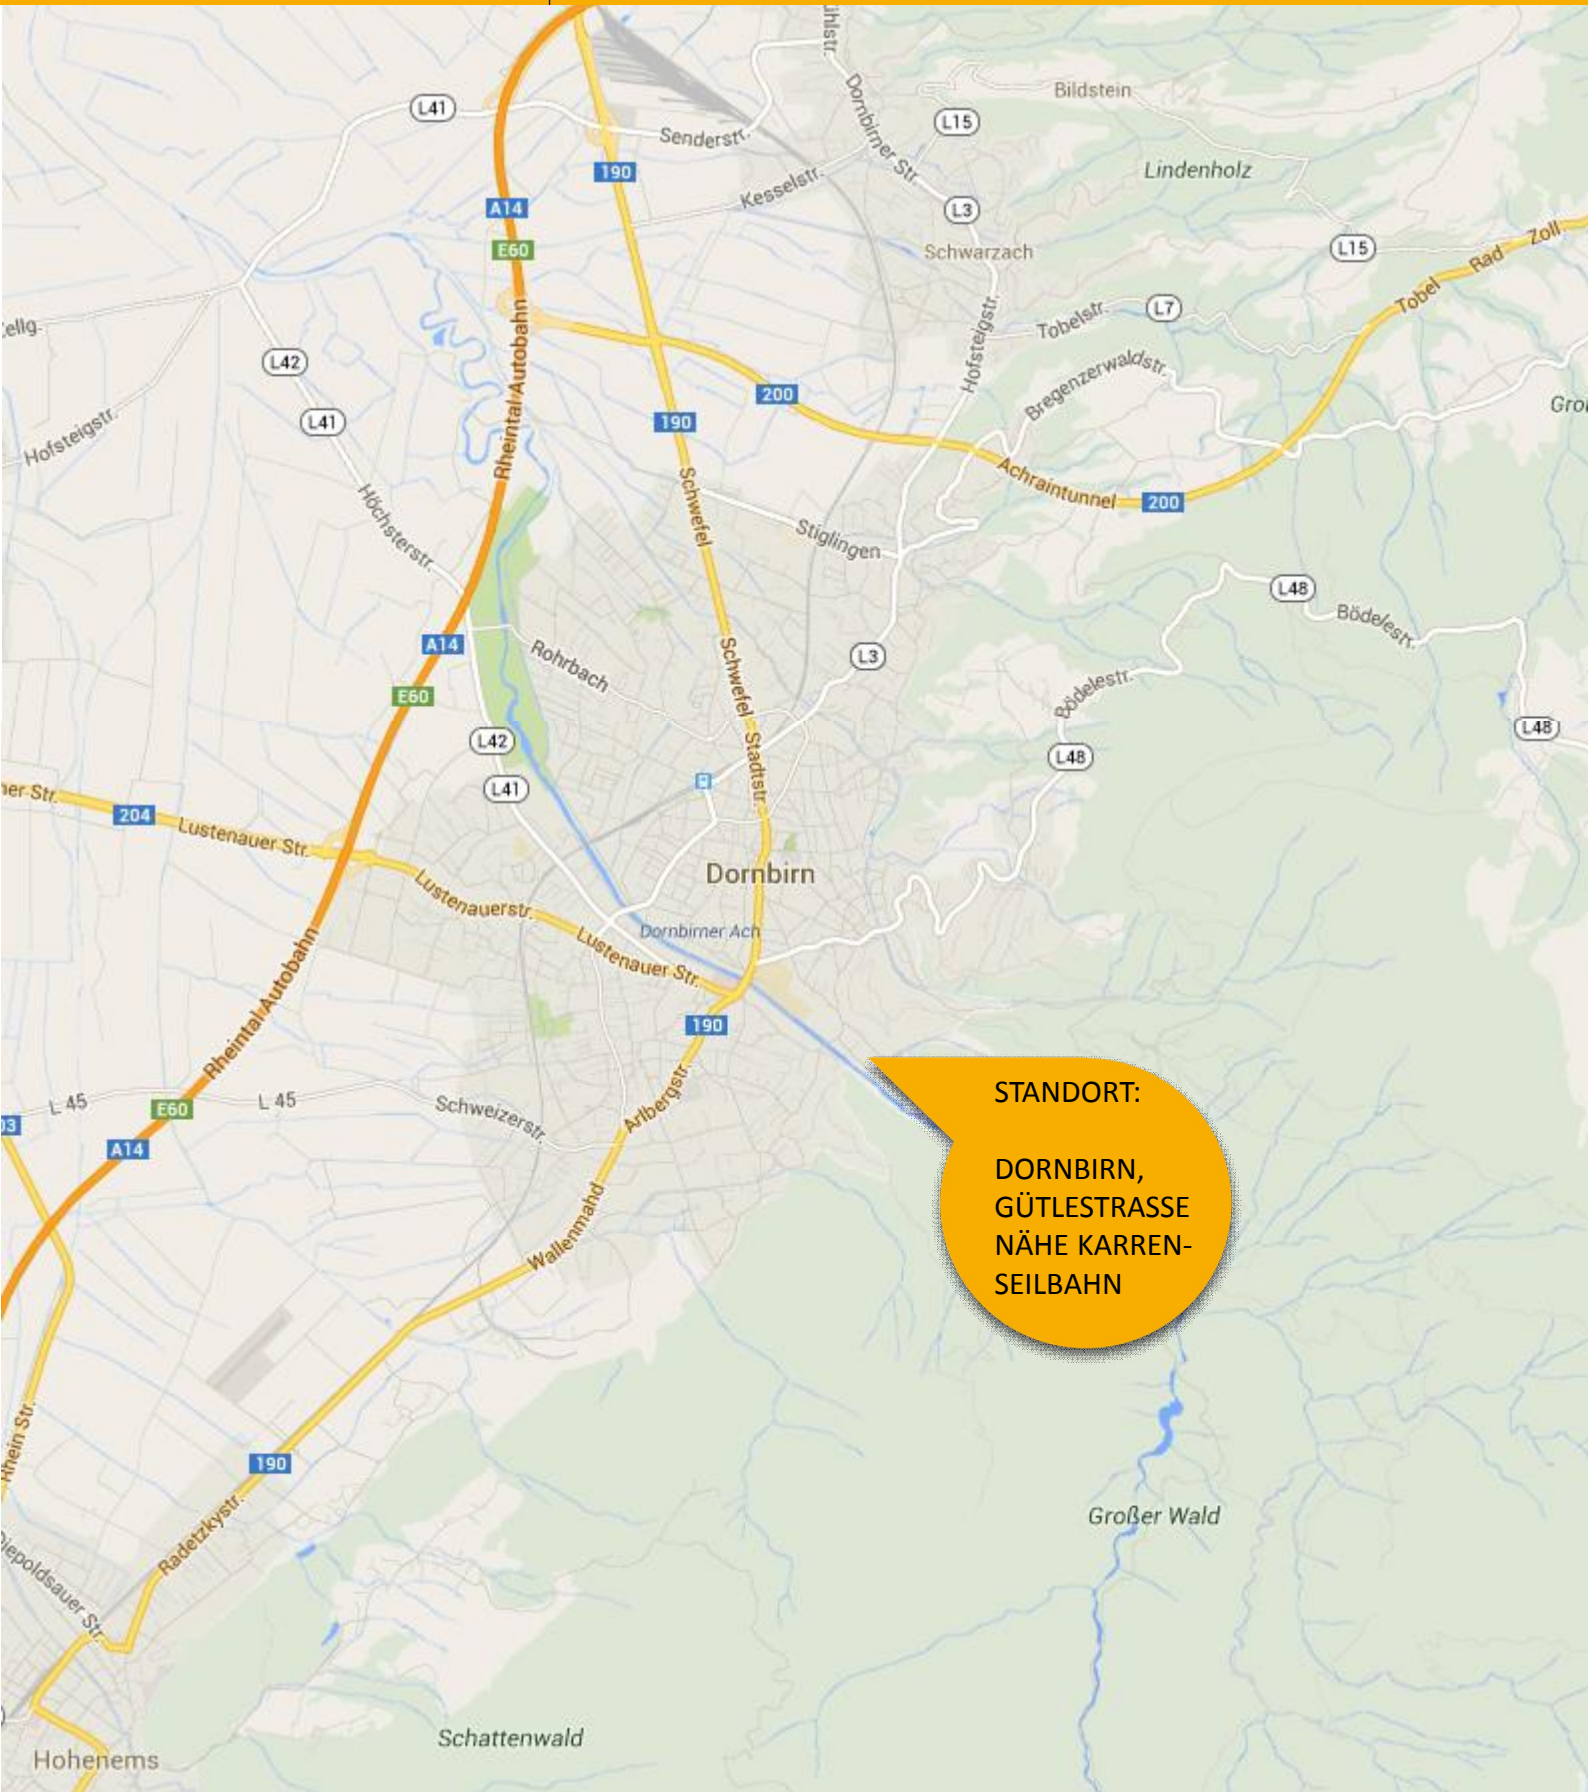 Dornbirner Str.
Bildstein
L41
L15
Senderstr.
190
Lindenholz
Kesselstr.
A14
L3
E60
Schwarzach
L15
Tobel
Rad
Zoll
L7
Tobelstr.
Hofsteigstr.
L42
Rheintal Autobahn
Bregenzerwaldstr.
200
L41
190
Hofsteigstr.
Achraintunnel
200
Höchsterstr.
Schwefel
Stiglingen
L48
Bödelestr.
A14
Rohrbach
L3
Schwefel
E60
Bödelestr.
L42
Stadtstr.
L48
L48
L41
204
Lustenauer Str.
Dornbirn
Lustenauerstr.
Dornbirner Ach
Lustenauer Str.
Rheintal Autobahn
190
L 45
E60
L 45
Schweizerstr.
Arlbergstr.
A14
STANDORT:
DORNBIRN,
GÜTLESTRASSE
NÄHE KARREN-
SEILBAHN
Wallenmahd
190
Radetzkystr.
Großer Wald
Schattenwald
Hohenems